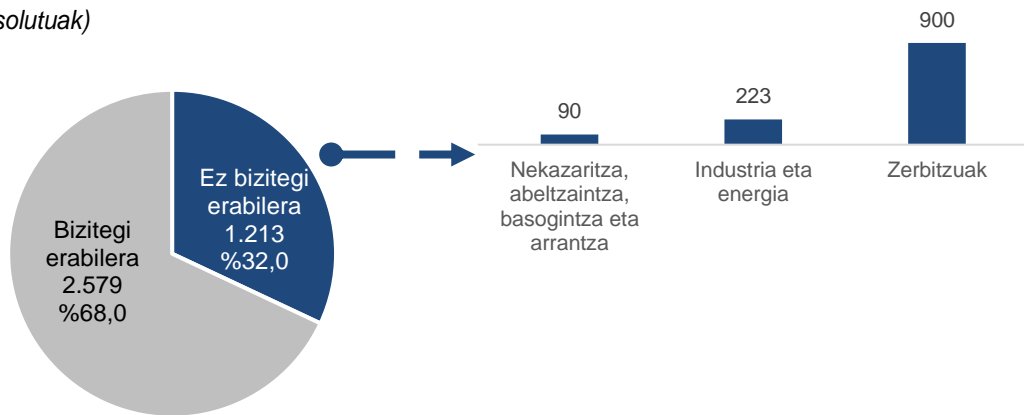 solutuak)
Bizitegi
erabilera
2.579
%68,0
Ez bizitegi
erabilera
1.213
%32,0
90
223
900
Nekazaritza,
abeltzaintza,
basogintza eta
arrantza
Industria eta
energia
Zerbitzuak